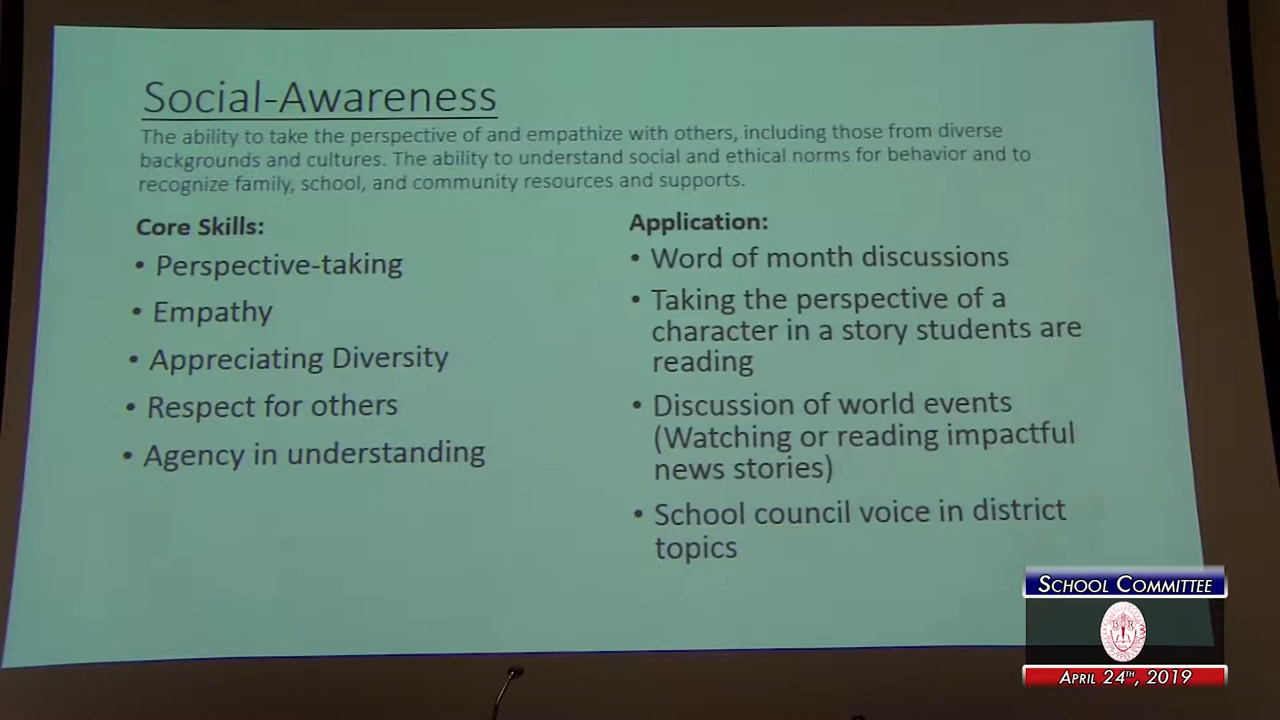 Social-Awareness
The ability to take the perspective of and empathize with others, including those from diverse
backgrounds and cultures. The ability to understand social and ethical norms for behavior and to
recognize family, school, and community resources and supports.
Core Skills:
• Perspective-taking
• Empathy
• Appreciating Diversity
• Respect for others
• Agency in understanding
Application:
• Word of month discussions
• Taking the perspective of a
character in a story students are
reading
• Discussion of world events
(Watching or reading impactful
news stories)
• School council voice in district
topics
SCHOOL COMMITTEE
B R
APRIL 24TH, 2019